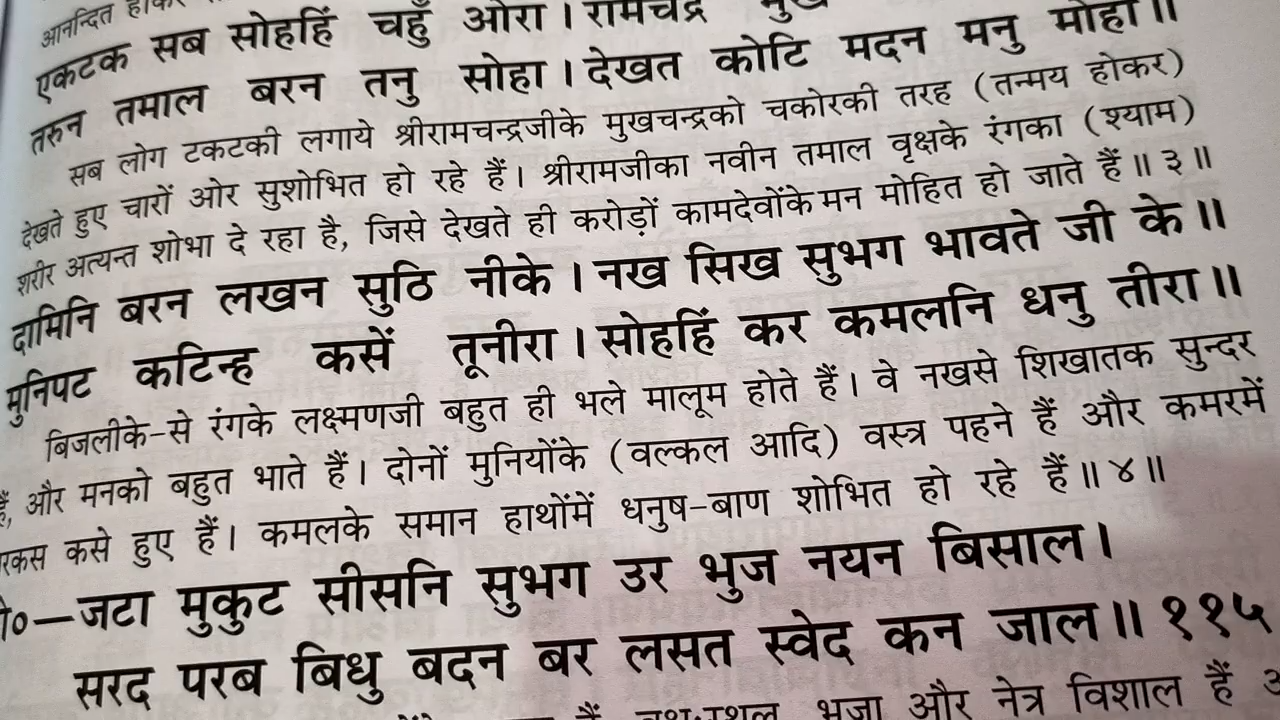 आनन्दित होकर
एकटक सब सोहहिं चहुँ ओरा। रामचंद्र मुख
तरुन तमाल बरन तनु सोहा। देखत कोटि मदन मनु मोहा॥
सब लोग टकटकी लगाये श्रीरामचन्द्रजीके मुखचन्द्रको चकोरकी तरह (तन्मय होकर)
देखते हुए चारों ओर सुशोभित हो रहे हैं। श्रीरामजीका नवीन तमाल वृक्षके रंगका (श्याम)
शरीर अत्यन्त शोभा दे रहा है, जिसे देखते ही करोड़ों कामदेवोंके मन मोहित हो जाते हैं॥ ३॥
दामिनि बरन लखन सुठि नीके। नख सिख सुभग भावते जी के॥
मुनिपट कटिन्ह कसें तूनीरा। सोहहिं कर कमलनि धनु तीरा॥
बिजलीके-से रंगके लक्ष्मणजी बहुत ही भले मालूम होते हैं। वे नखसे शिखातक सुन्दर
हैं, और मनको बहुत भाते हैं। दोनों मुनियोंके (वल्कल आदि) वस्त्र पहने हैं और कमरमें
रकस कसे हुए हैं। कमलके समान हाथोंमें धनुष-बाण शोभित हो रहे हैं॥ ४॥
०—जटा मुकुट सीसनि सुभग उर भुज नयन बिसाल।
सरद परब बिधु बदन बर लसत स्वेद कन जाल॥ ११५
भुजा और नेत्र विशाल हैं